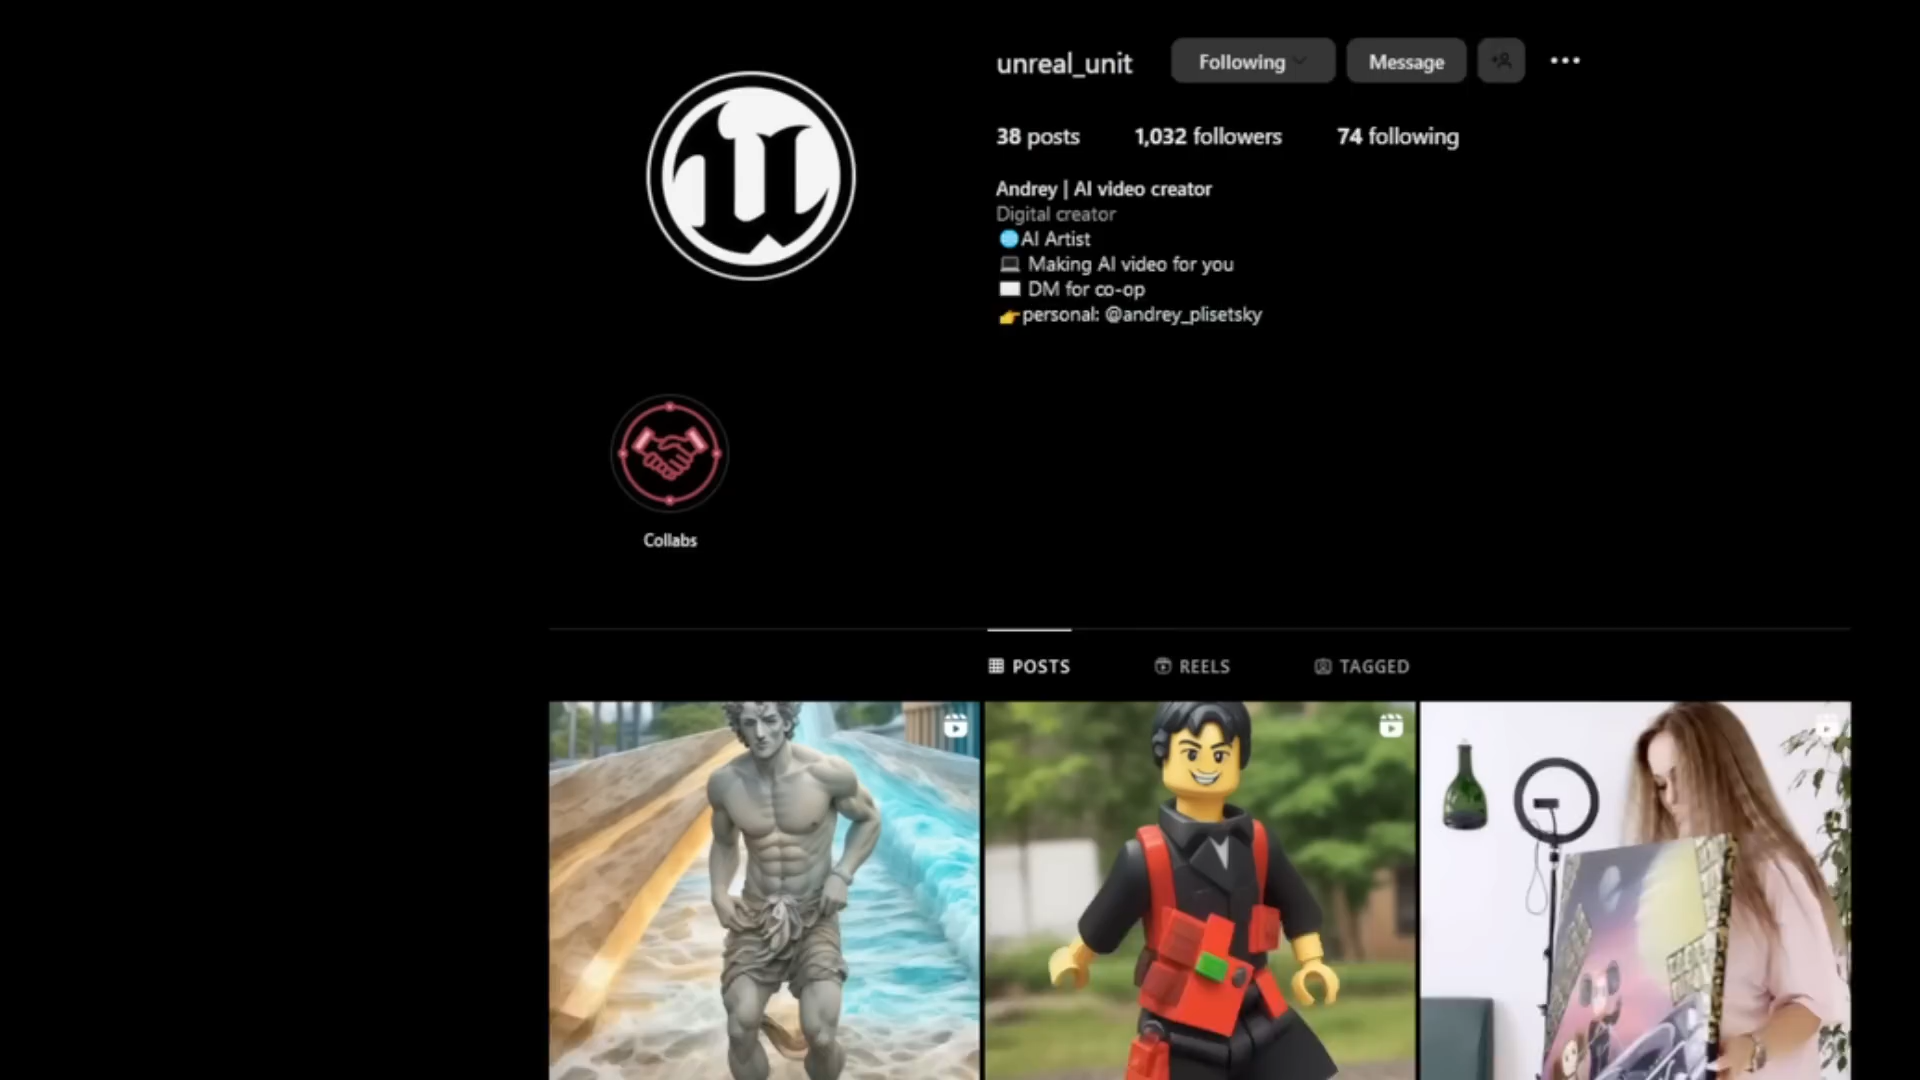 unreal_unit Following Message
38 posts 1,032 followers 74 following
Andrey | AI video creator
Digital creator
AI Artist
Making AI video for you
DM for co-op
personal: @andrey_plisetsky
Collabs
POSTS REELS TAGGED